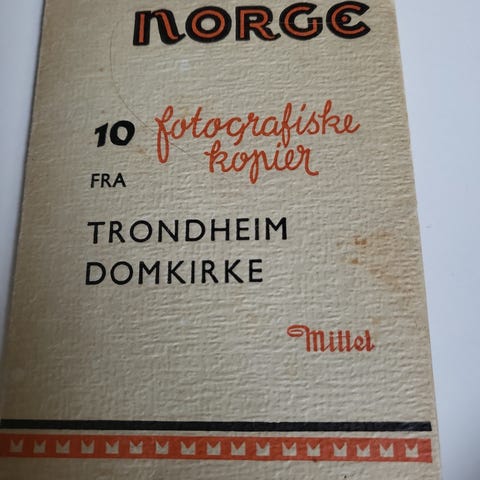 NORGE
10 fotografiske
kopier
FRA
TRONDHEIM
DOMKIRKE
Mittet